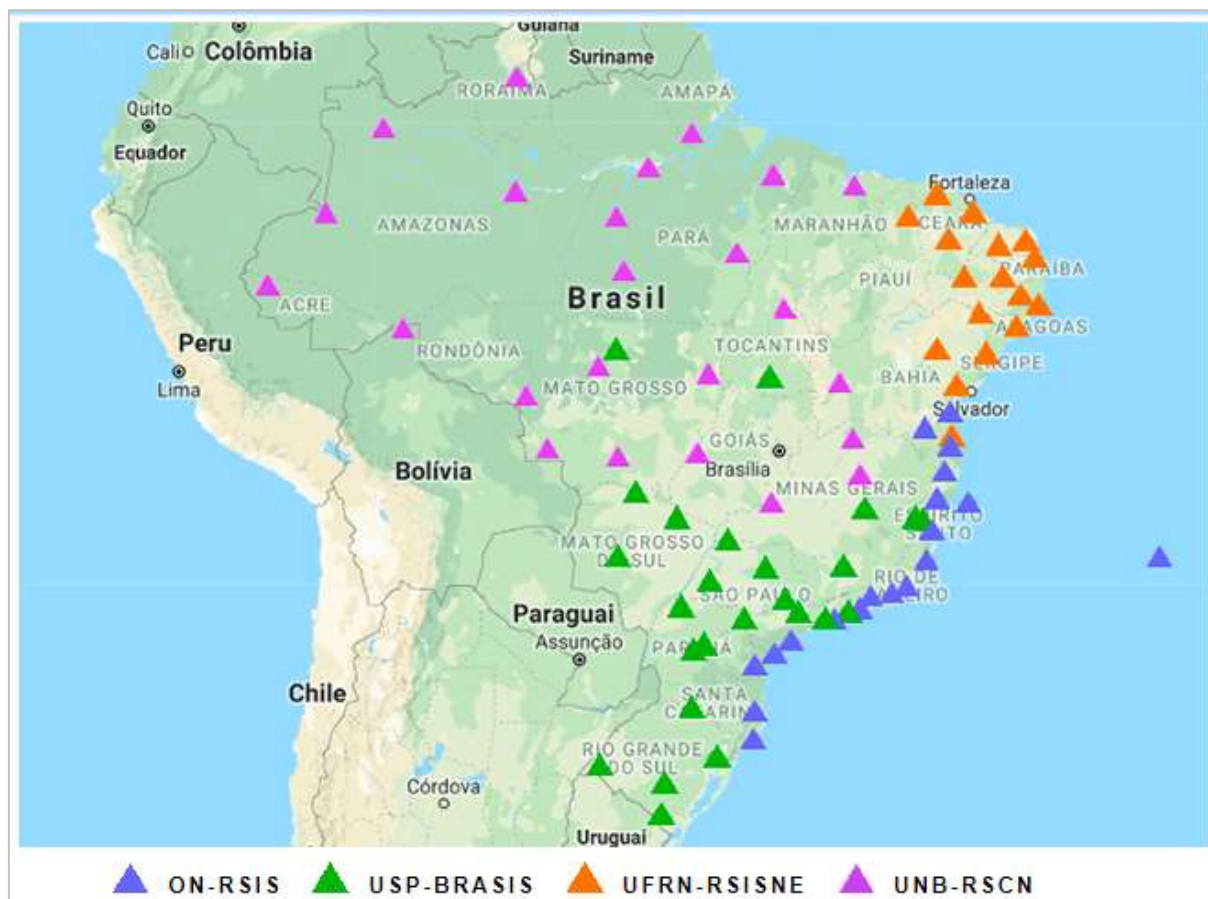 Guiana
Cali
Colômbia
Suriname
RORAIMA
AMAPÁ
Quito
Equador
Fortaleza
AMAZONAS
MARANHÃO
CEARÁ
PARÁ
PARAÍBA
PIAUÍ
Brasil
ACRE
ALAGOAS
Peru
RONDÔNIA
TOCANTINS
SERGIPE
Lima
MATO GROSSO
BAHIA
Salvador
GOIÁS
Bolívia
Brasília
MINAS GERAIS
ESPÍRITO
SANTO
MATO GROSSO
DO SUL
RIO DE
JANEIRO
SÃO PAULO
Paraguai
Assunção
PARANÁ
Chile
SANTA
CATARINA
RIO GRANDE
DO SUL
Córdova
Uruguai
ON-RSIS USP-BRASIS UFRN-RSISNE UNB-RSCN